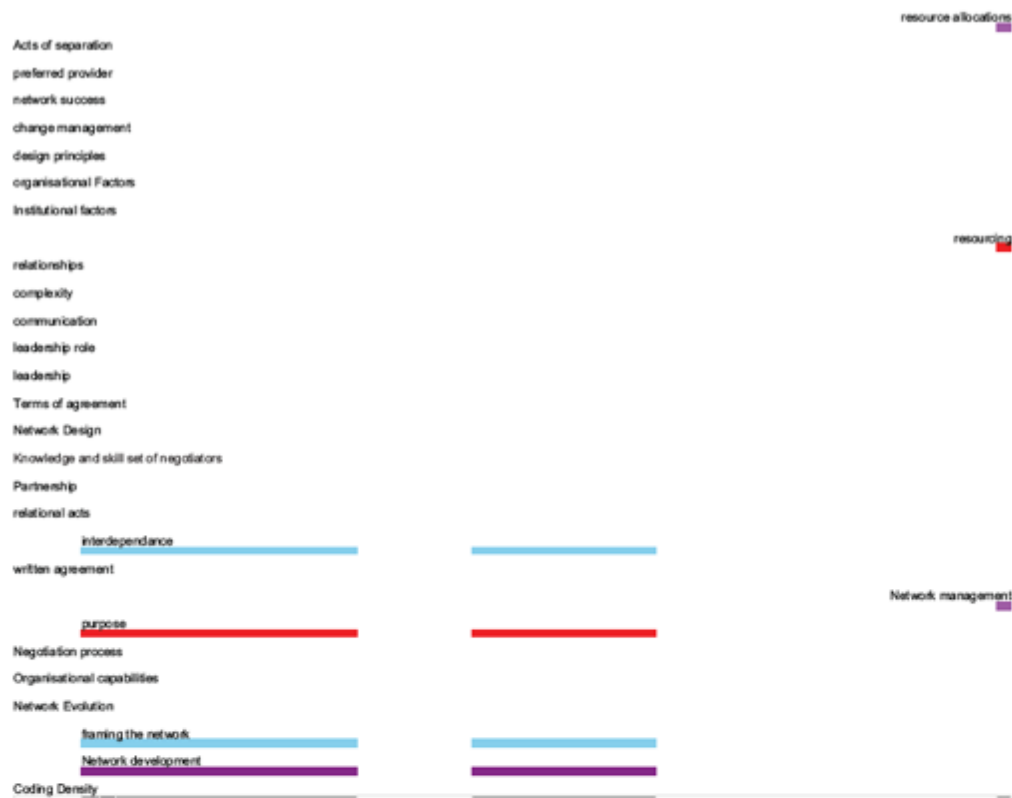 resource allocations
Acts of separation
preferred provider
network success
change management
design principles
organisational Factors
Institutional factors
resourcing
relationships
complexity
communication
leadership role
leadership
Terms of agreement
Network Design
Knowledge and skill set of negotiators
Partnership
relational acts
interdependance
written agreement
Network management
purpose
Negotiation process
Organisational capabilities
Network Evolution
framing the network
Network development
Coding Density